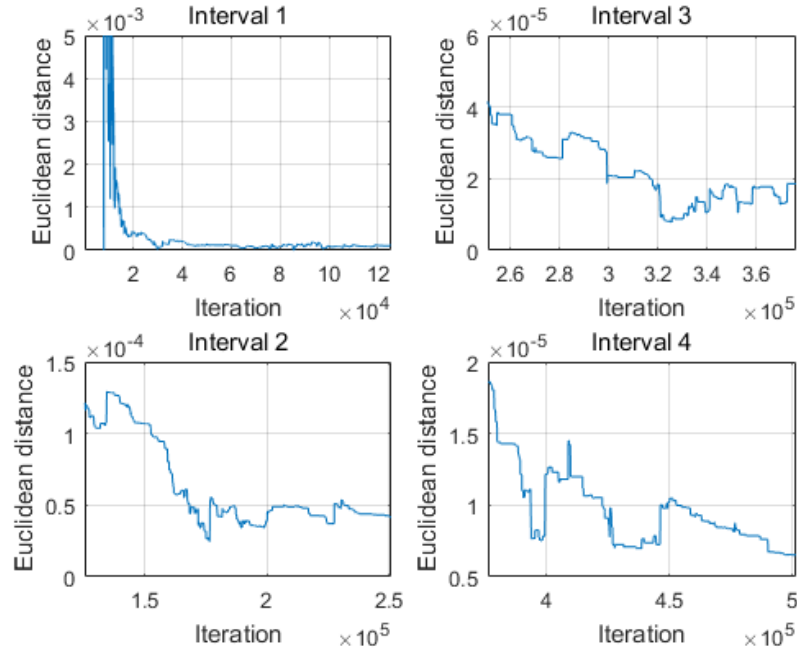 ×10⁻³
Interval 1
5
4
3
2
1
0
Euclidean distance
2 4 6 8 10 12
Iteration
×10⁴
×10⁻⁵
Interval 3
6
4
2
0
Euclidean distance
2.6 2.8 3 3.2 3.4 3.6
Iteration
×10⁵
×10⁻⁴
Interval 2
1.5
1
0.5
0
Euclidean distance
1.5 2 2.5
Iteration
×10⁵
×10⁻⁵
Interval 4
2
1.5
1
0.5
Euclidean distance
4 4.5 5
Iteration
×10⁵